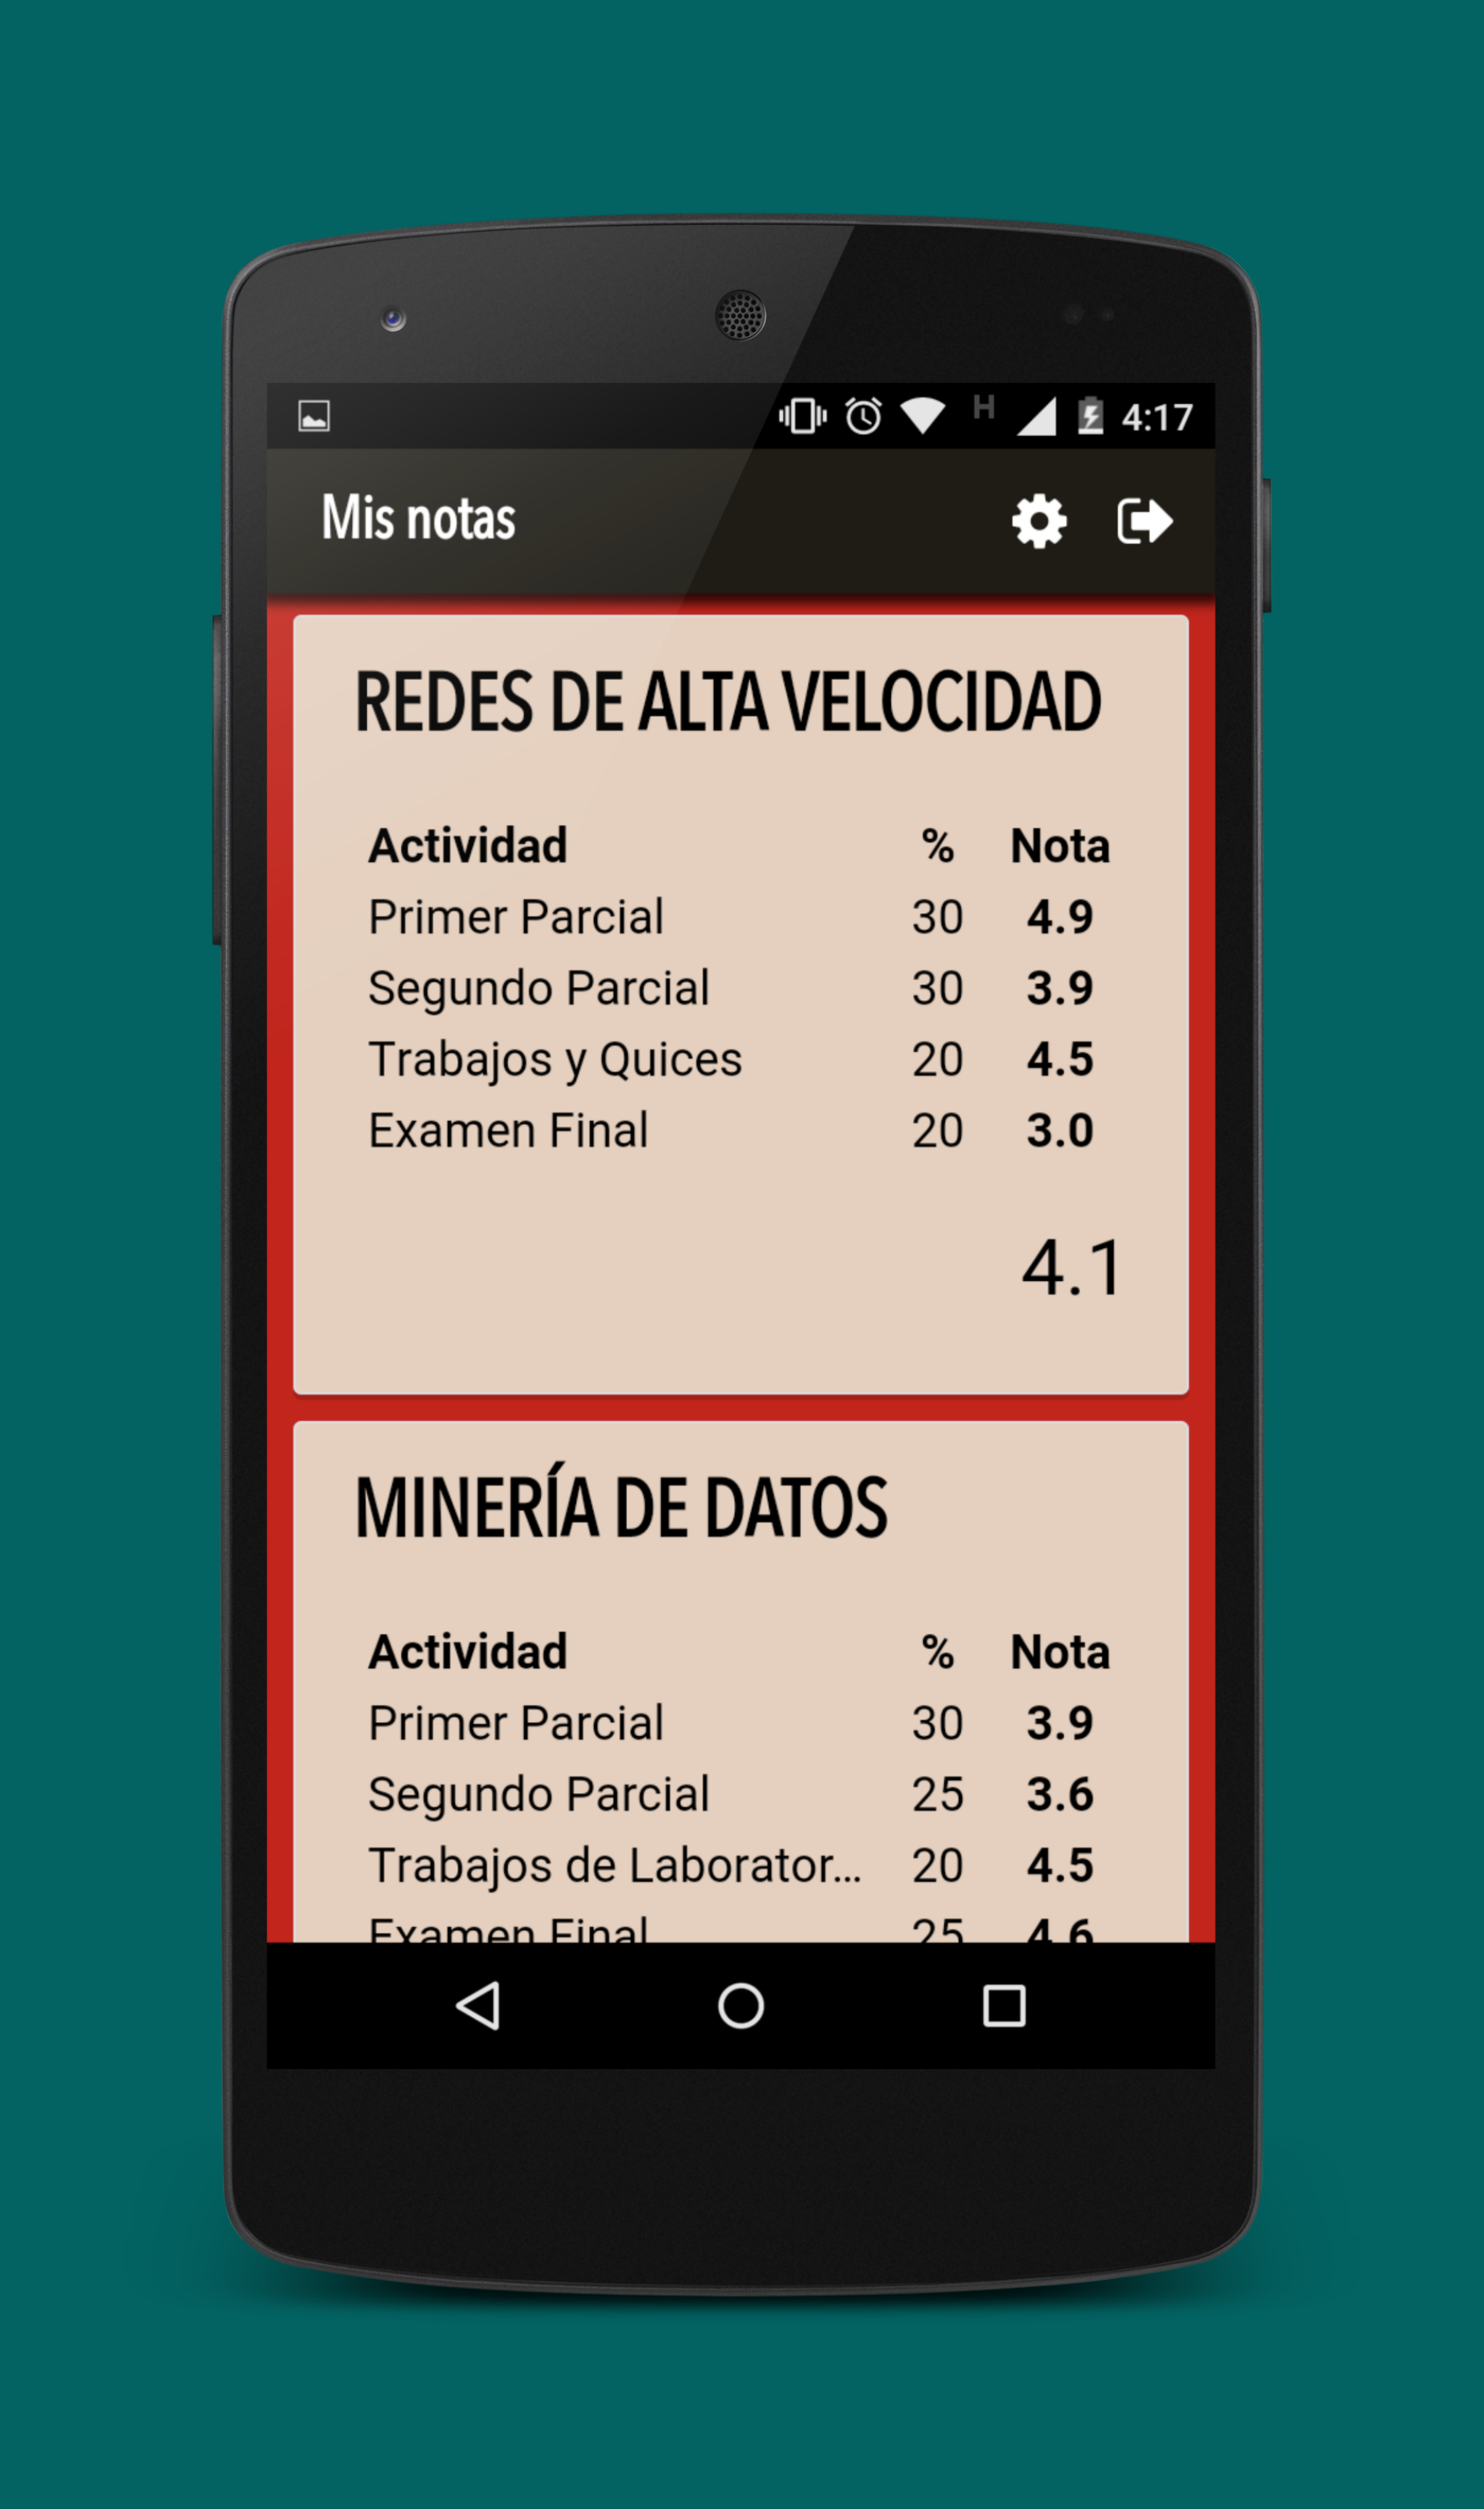 H 4:17
Mis notas
REDES DE ALTA VELOCIDAD
Actividad % Nota
Primer Parcial 30 4.9
Segundo Parcial 30 3.9
Trabajos y Quices 20 4.5
Examen Final 20 3.0
4.1
MINERÍA DE DATOS
Actividad % Nota
Primer Parcial 30 3.9
Segundo Parcial 25 3.6
Trabajos de Laborator... 20 4.5
Examen Final 25 4.6